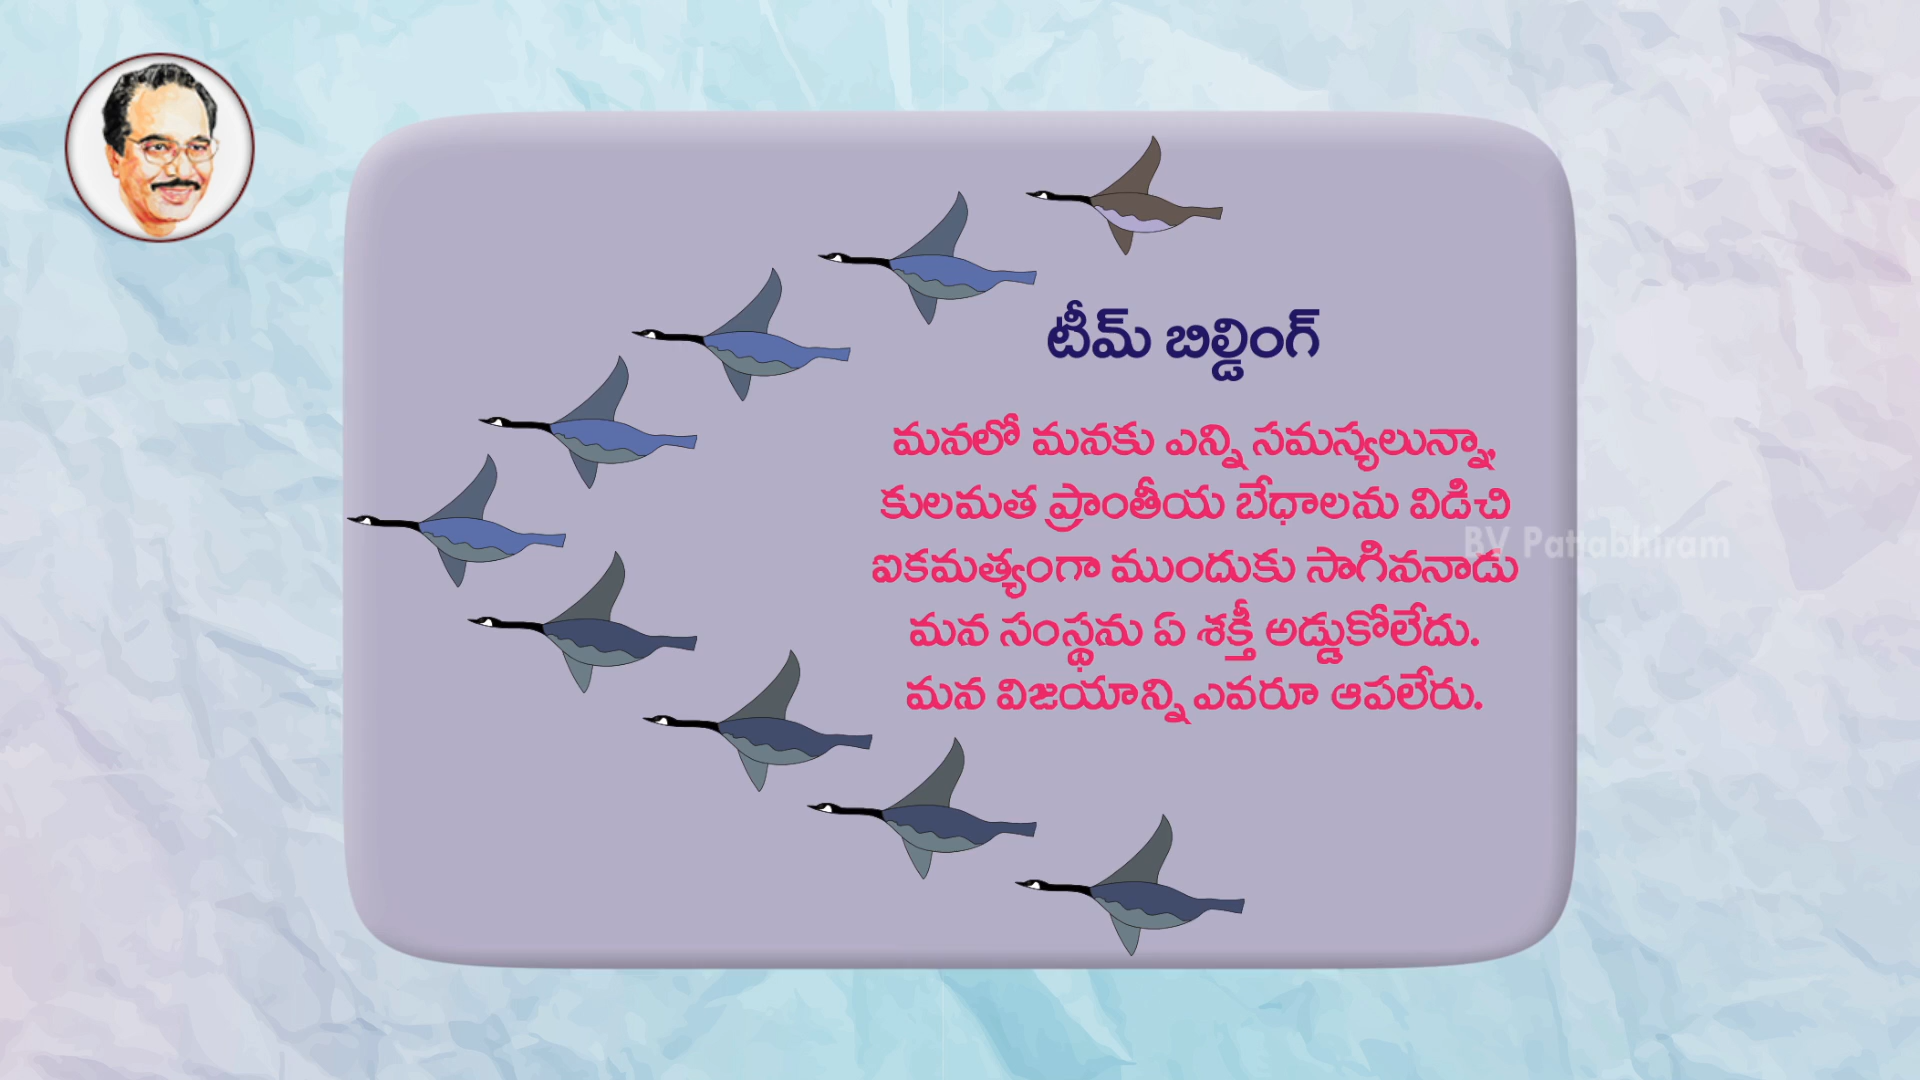 టీమ్ బిల్డింగ్
మనలో మనకు ఎన్ని సమస్యలున్నా,
కులమత ప్రాంతీయ బేధాలను విడిచి
BV Pattabhiram
ఐకమత్యంగా ముందుకు సాగిననాడు
మన సంస్థను ఏ శక్తీ అడ్డుకోలేదు.
మన విజయాన్ని ఎవరూ ఆపలేరు.